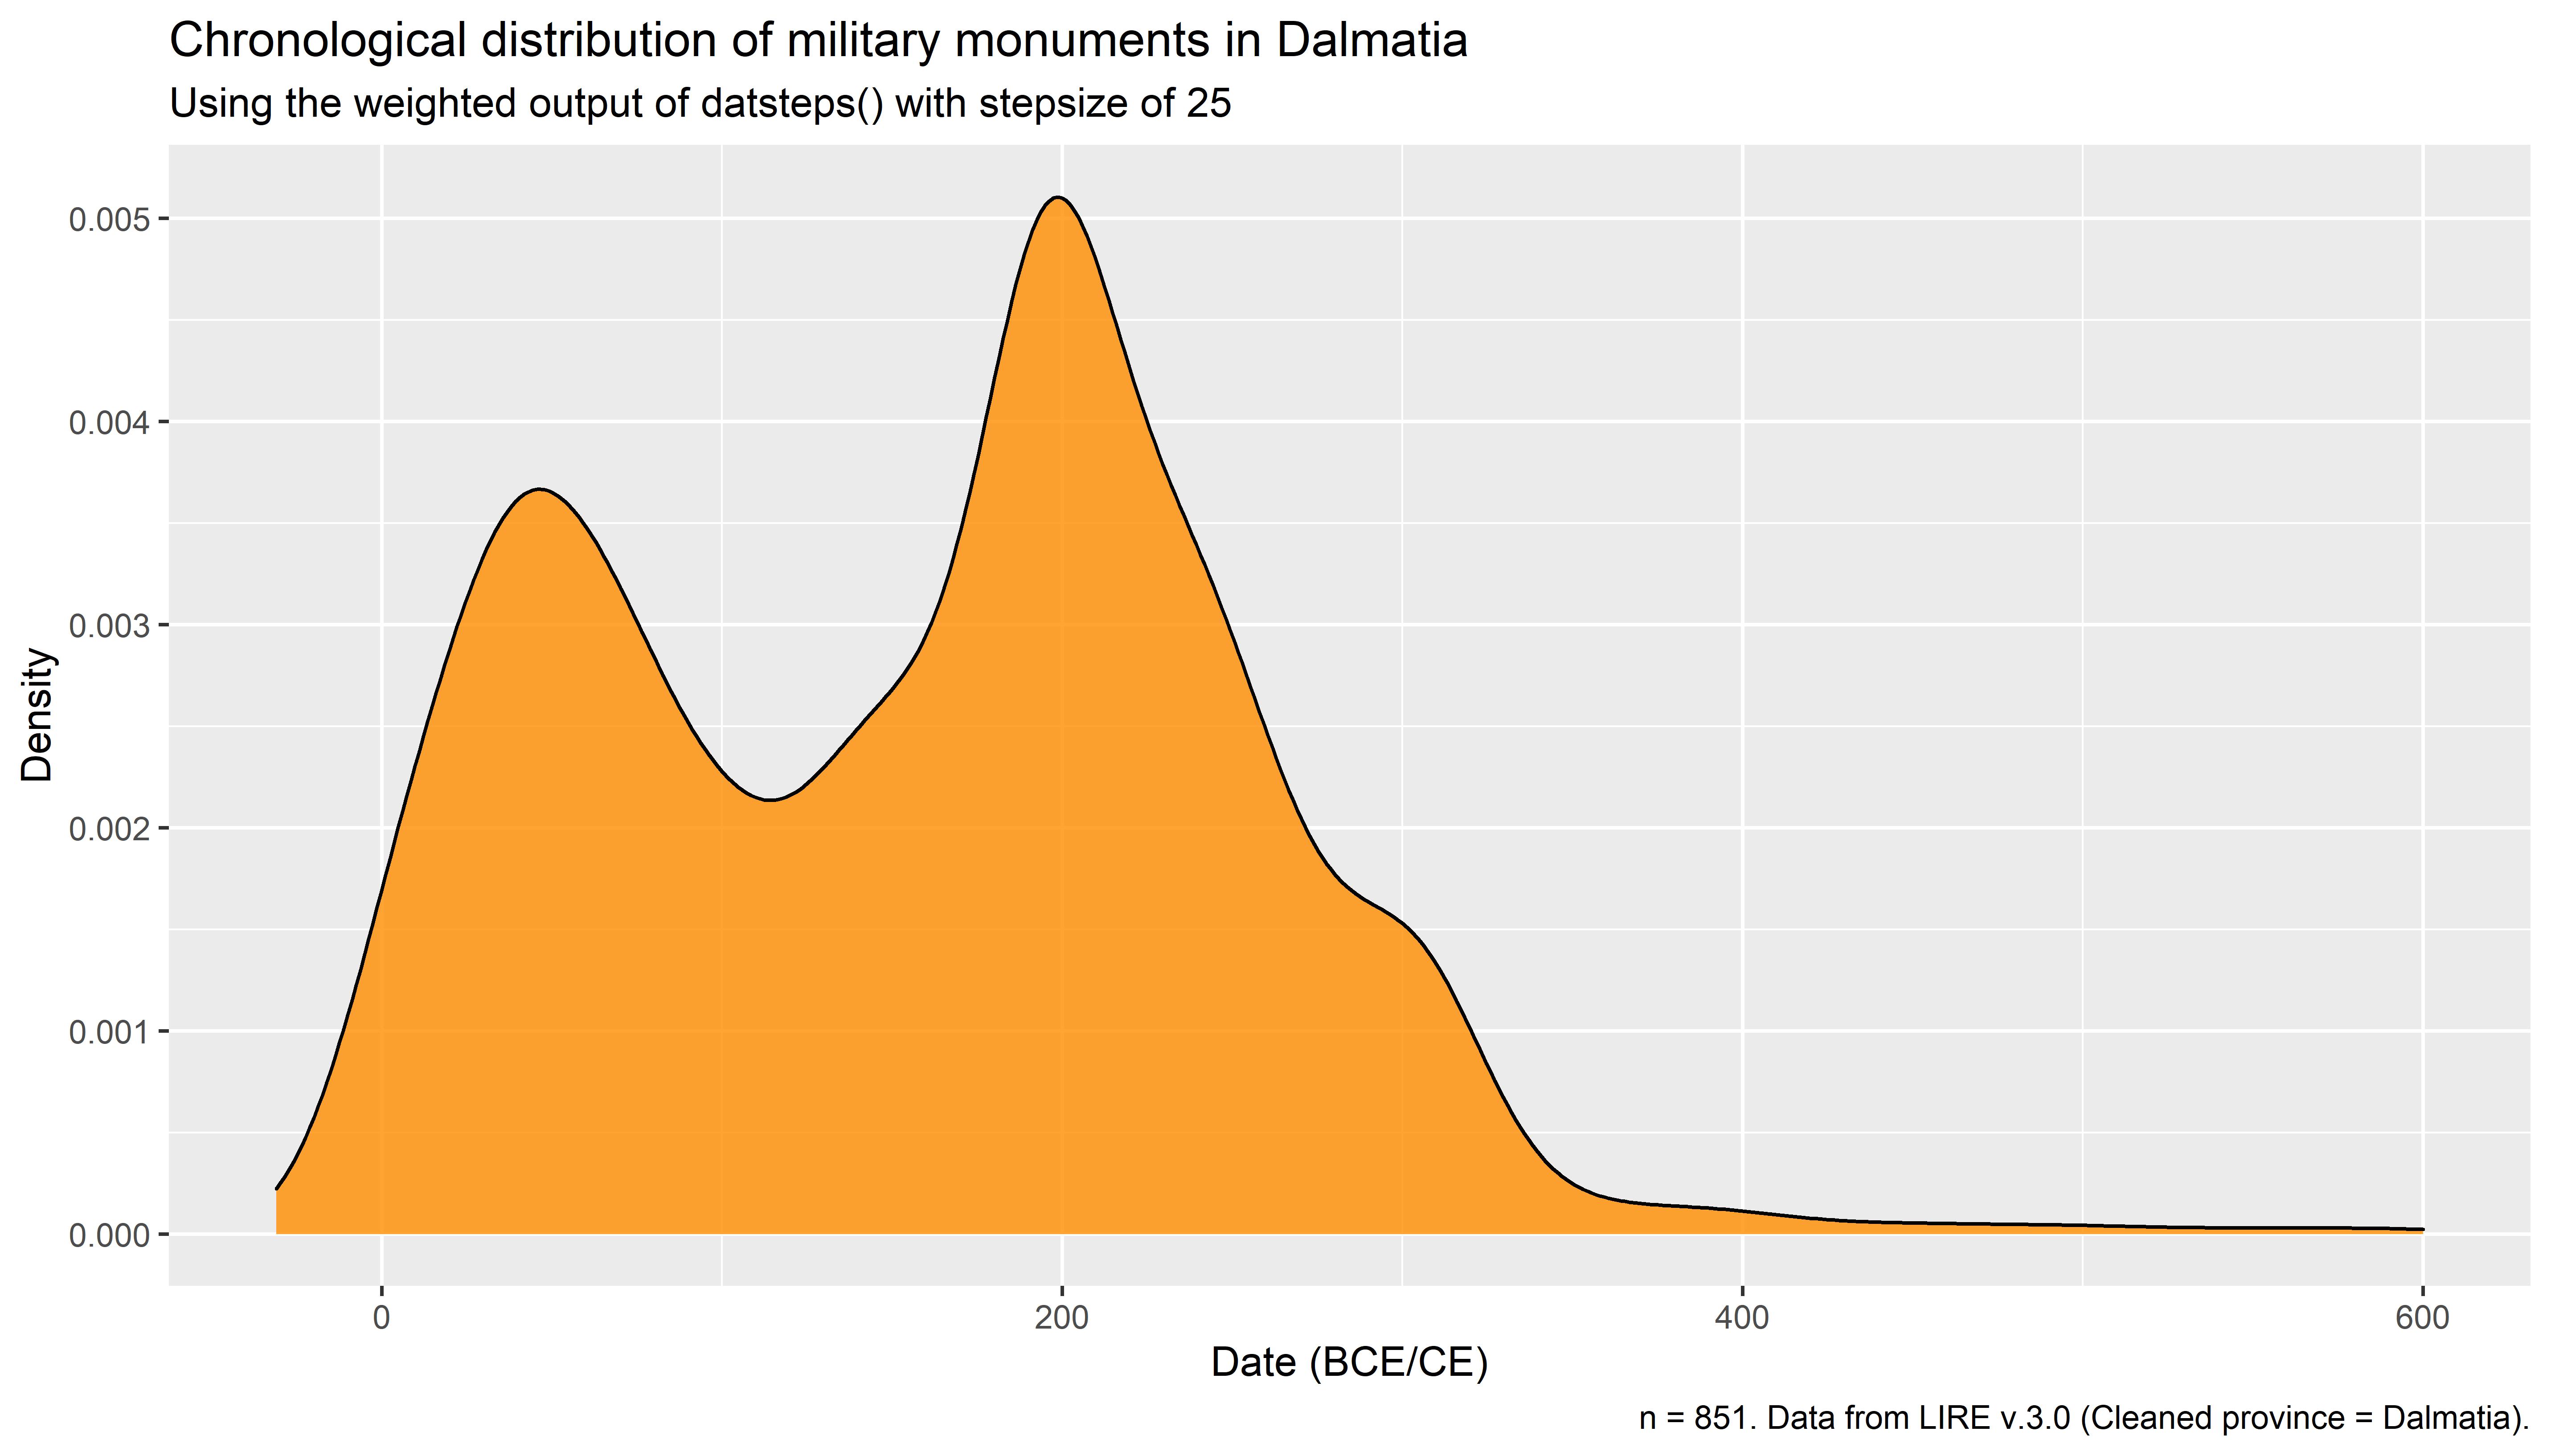 Chronological distribution of military monuments in Dalmatia
Using the weighted output of datsteps() with stepsize of 25
Density
0.005
0.004
0.003
0.002
0.001
0.000
0
200
400
600
Date (BCE/CE)
n = 851. Data from LIRE v.3.0 (Cleaned province = Dalmatia).